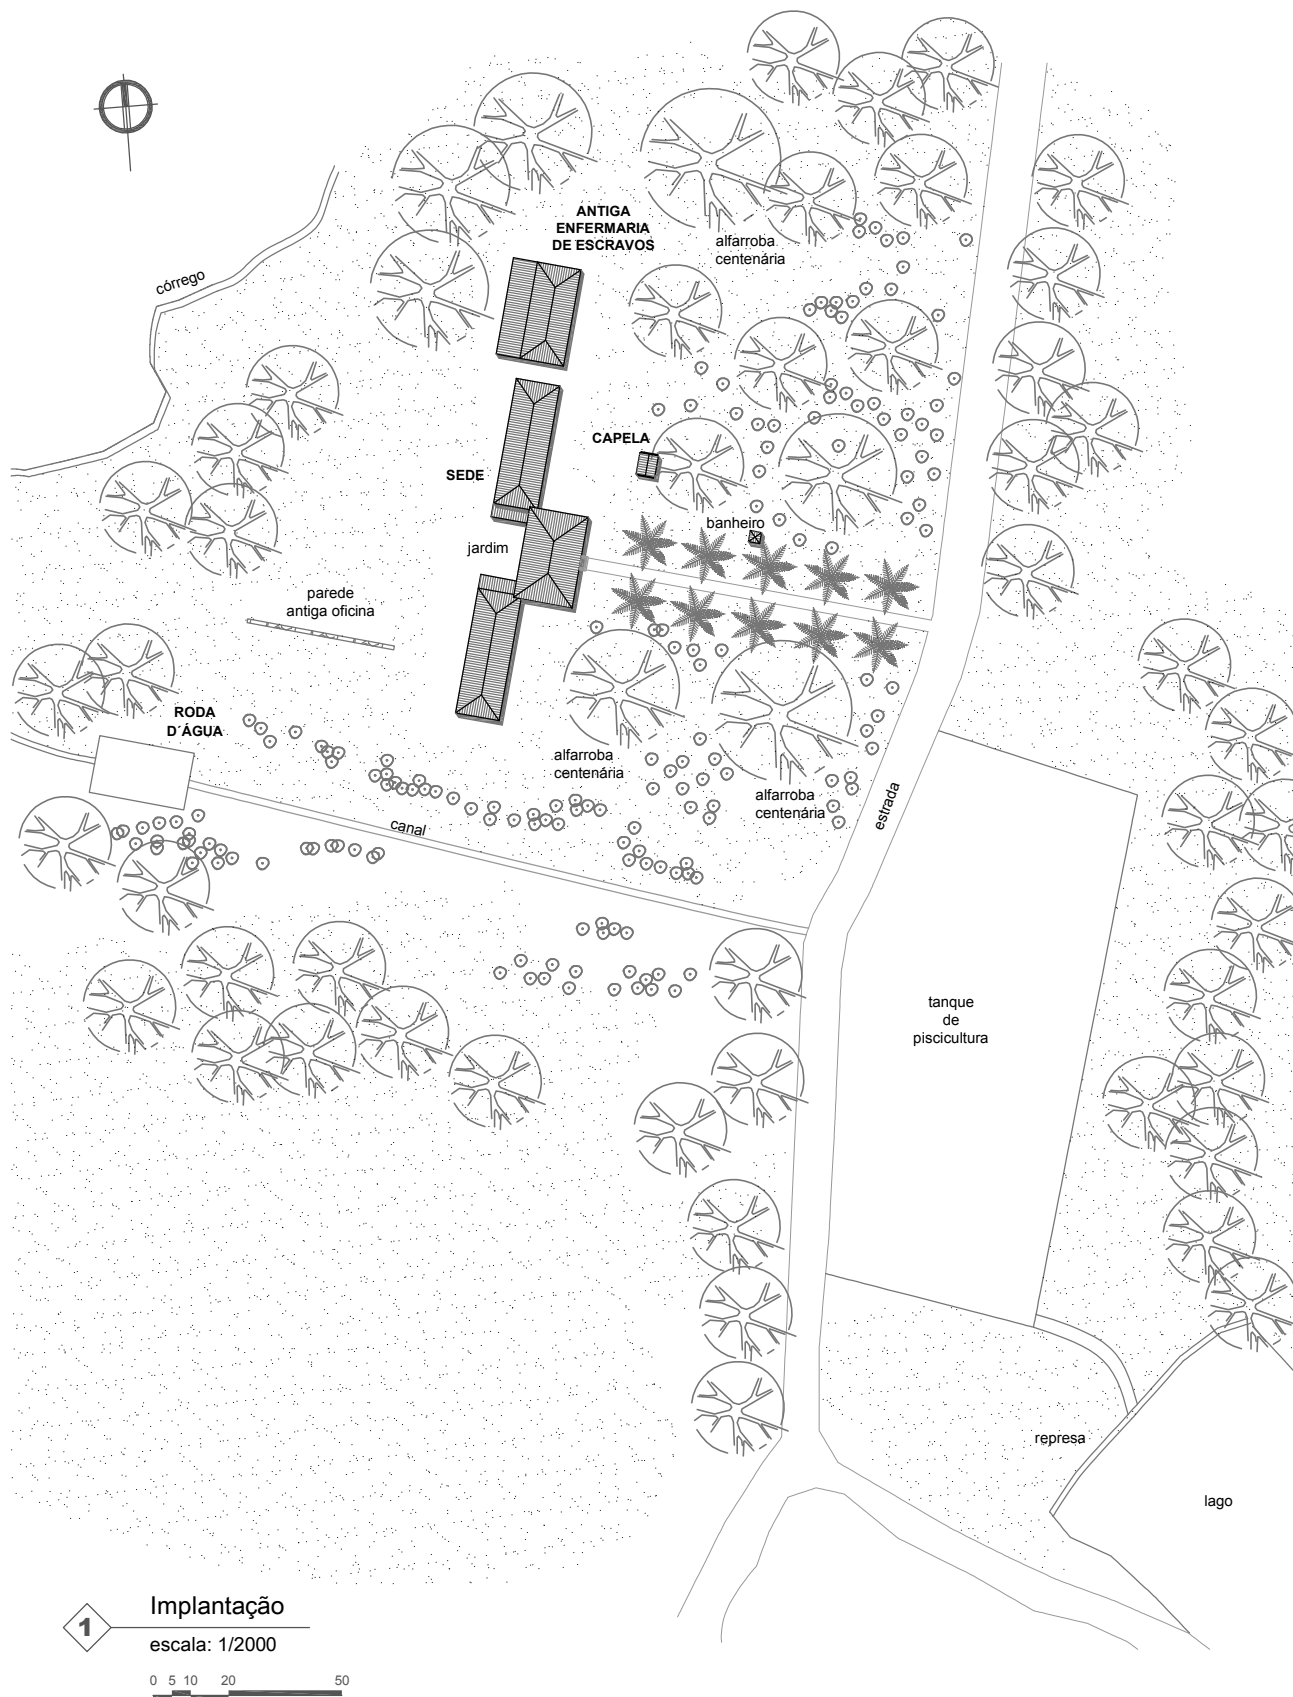 ANTIGA
ENFERMARIA
DE ESCRAVOS
alfarroba
centenária
córrego
CAPELA
SEDE
banheiro
jardim
parede
antiga oficina
RODA
D´ÁGUA
alfarroba
centenária
alfarroba
centenária
estrada
canal
tanque
de
piscicultura
represa
lago
1
Implantação
escala: 1/2000
0 5 10 20 50